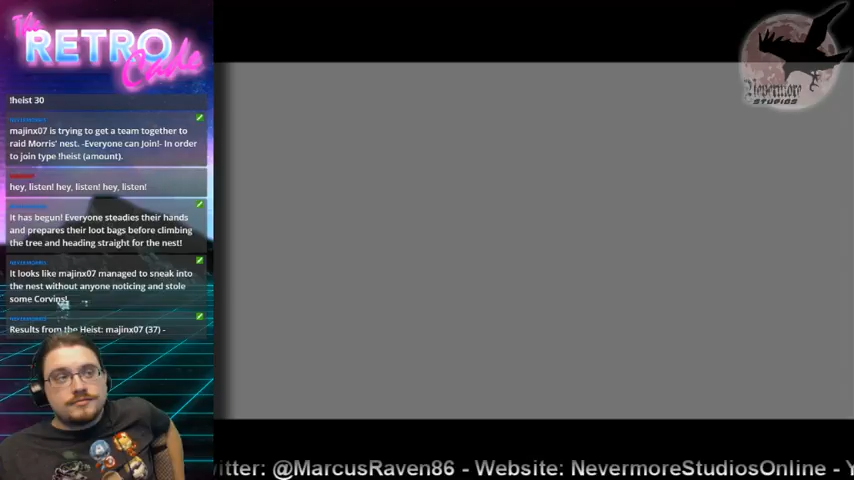 The
RETRO
Cade
Nevermore
STUDIOS
!heist 30
majinx07 is trying to get a team together to
raid Morris' nest. -Everyone can Join!- In order
to join type !heist (amount).
hey, listen! hey, listen! hey, listen!
It has begun! Everyone steadies their hands
and prepares their loot bags before climbing
the tree and heading straight for the nest!
It looks like majinx07 managed to sneak into
the nest without anyone noticing and stole
some Corvins!
Results from the Heist: majinx07 (37) -
itter: @MarcusRaven86 - Website: NevermoreStudiosOnline - Y